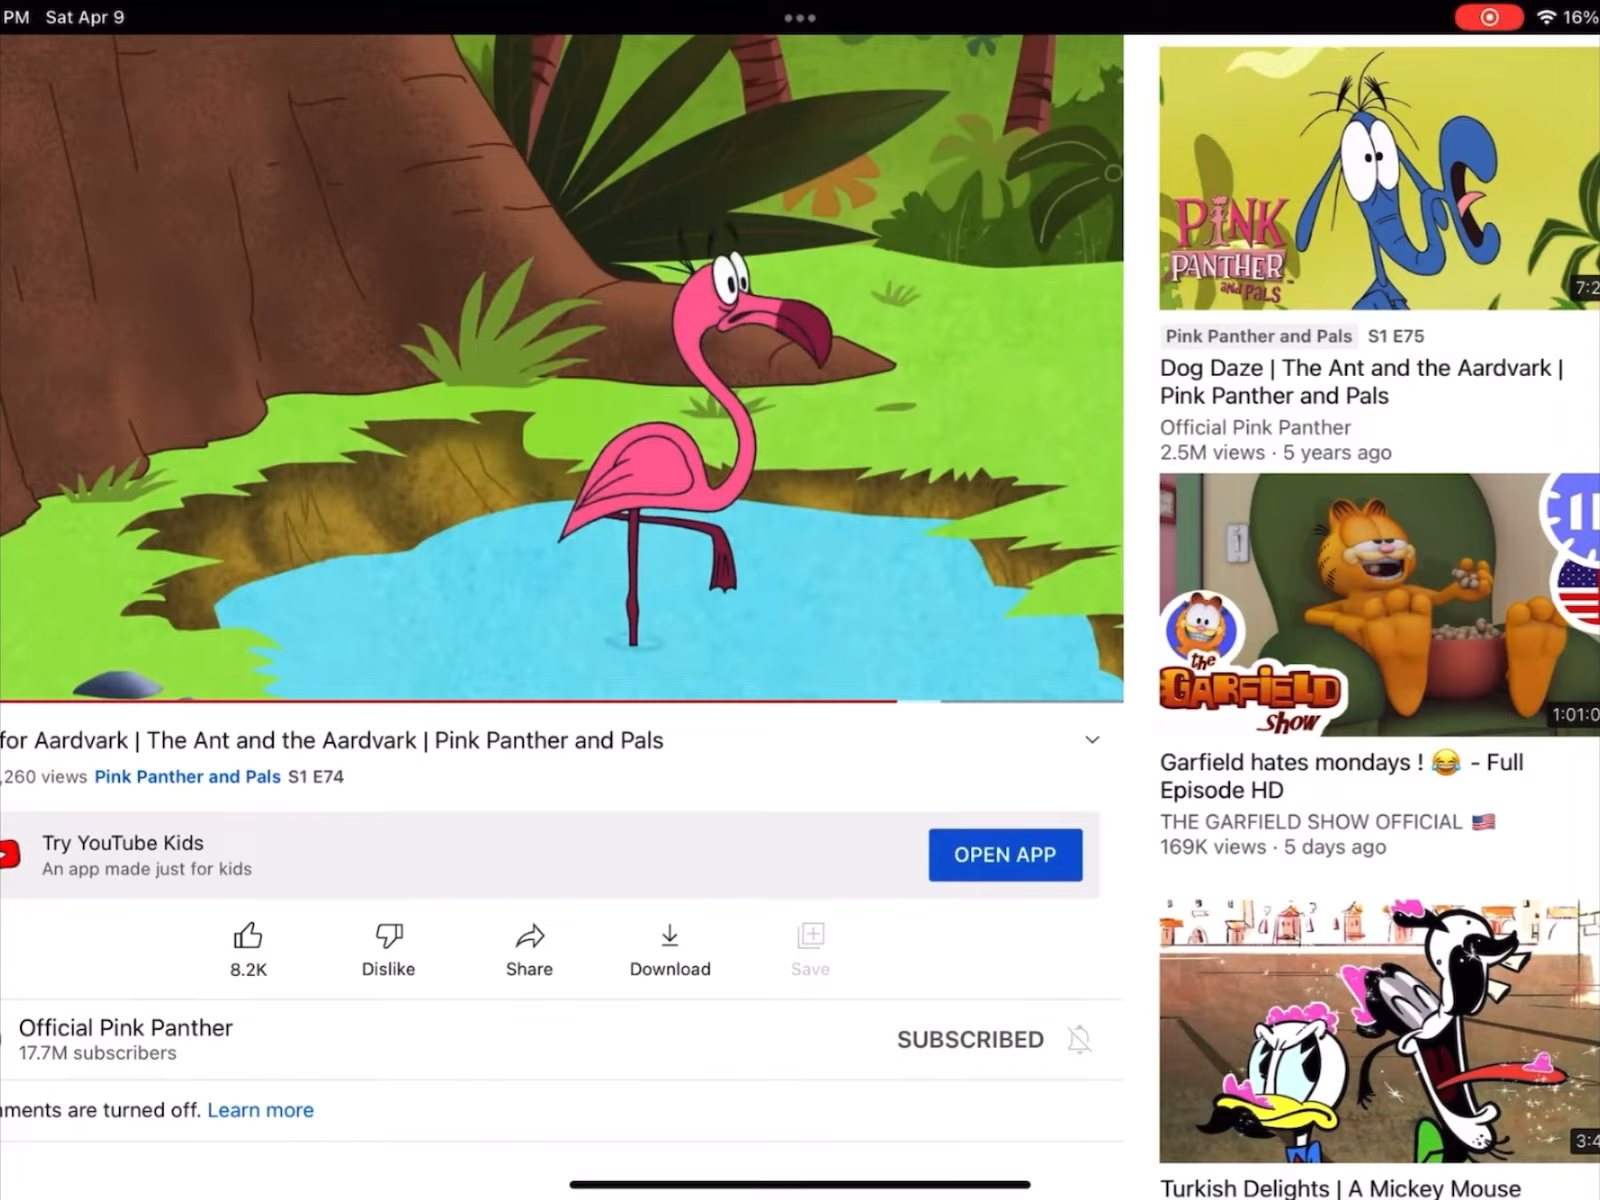 PM Sat Apr 9
16%
for Aardvark | The Ant and the Aardvark | Pink Panther and Pals
,260 views Pink Panther and Pals S1 E74
Try YouTube Kids
An app made just for kids
OPEN APP
8.2K
Dislike
Share
Download
Save
Official Pink Panther
17.7M subscribers
SUBSCRIBED
mments are turned off. Learn more
PINK
PANTHER
and PALS
7:2
Pink Panther and Pals S1 E75
Dog Daze | The Ant and the Aardvark |
Pink Panther and Pals
Official Pink Panther
2.5M views · 5 years ago
the
GARFiELD
Show
1:01:0
Garfield hates mondays ! 😂 - Full
Episode HD
THE GARFIELD SHOW OFFICIAL 🇺🇸
169K views · 5 days ago
3:4
Turkish Delights | A Mickey Mouse